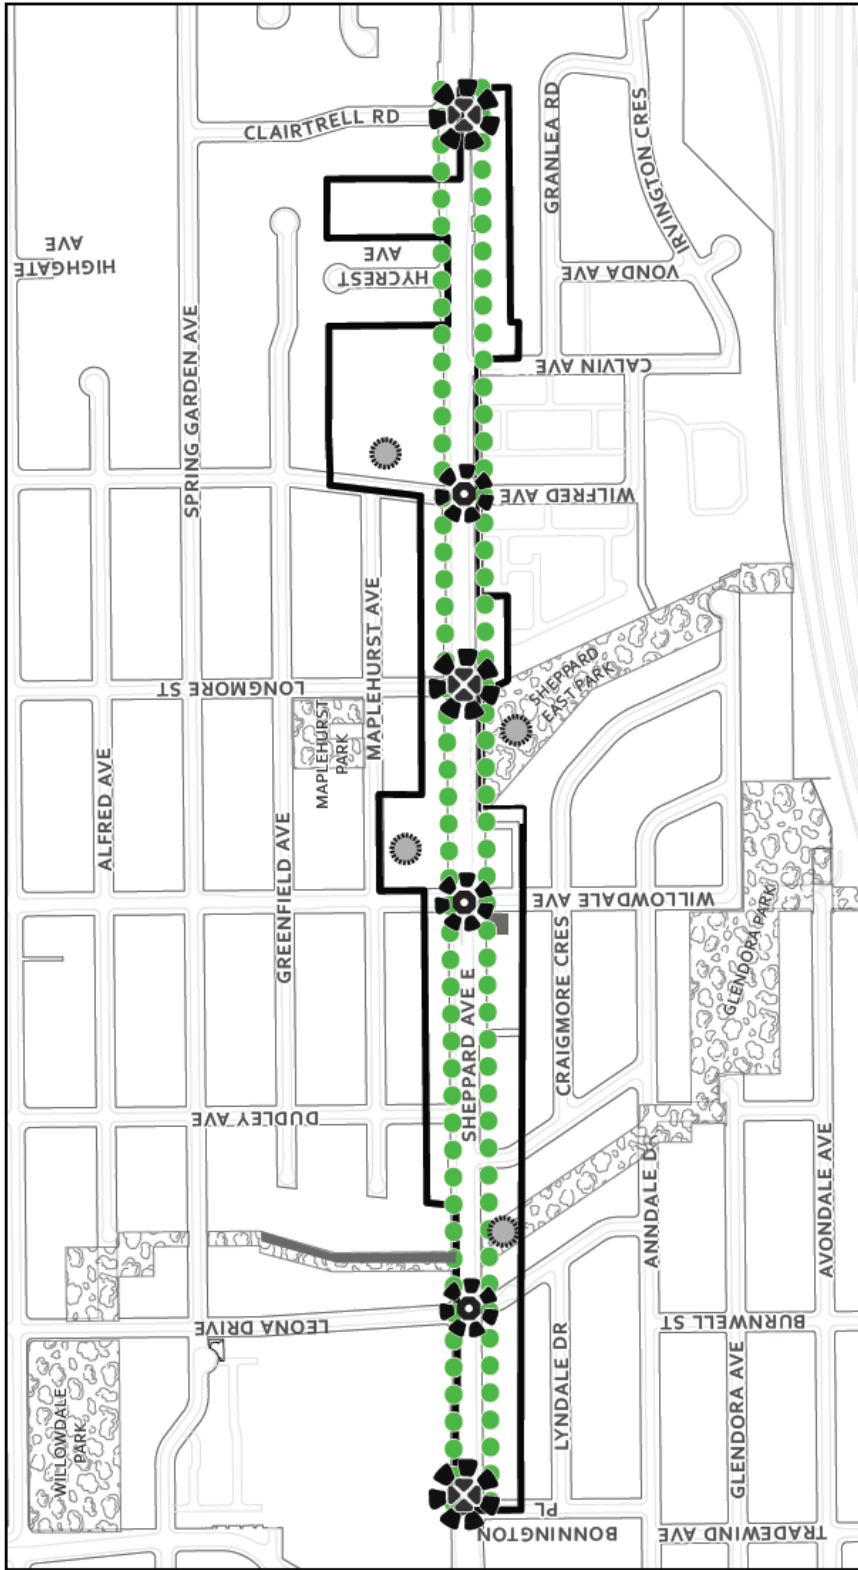 CLAIRTRELL RD
GRANLEA RD
IRVINGTON CRES
HIGHGATE
AVE
HYCREST
AVE
VONDA AVE
SPRING GARDEN AVE
CALVIN AVE
WILFRED AVE
MAPLEHURST AVE
LONGMORE ST
SHEPPARD
EAST PARK
MAPLEHURST
PARK
ALFRED AVE
GREENFIELD AVE
WILLOWDALE AVE
GLENDORA PARK
CRAIGMORE CRES
SHEPPARD AVE E
DUDLEY AVE
ANNDALE DR
AVONDALE AVE
LEONA DRIVE
BURNWELL ST
LYNDALE DR
GLENDORA AVE
WILLOWDALE
PARK
BONNINGTON
PL
TRADEWIND AVE